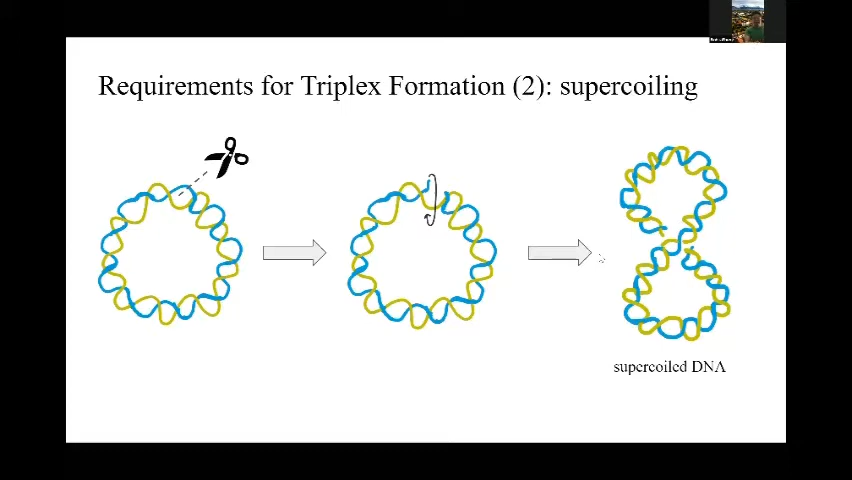 Requirements for Triplex Formation (2): supercoiling
supercoiled DNA